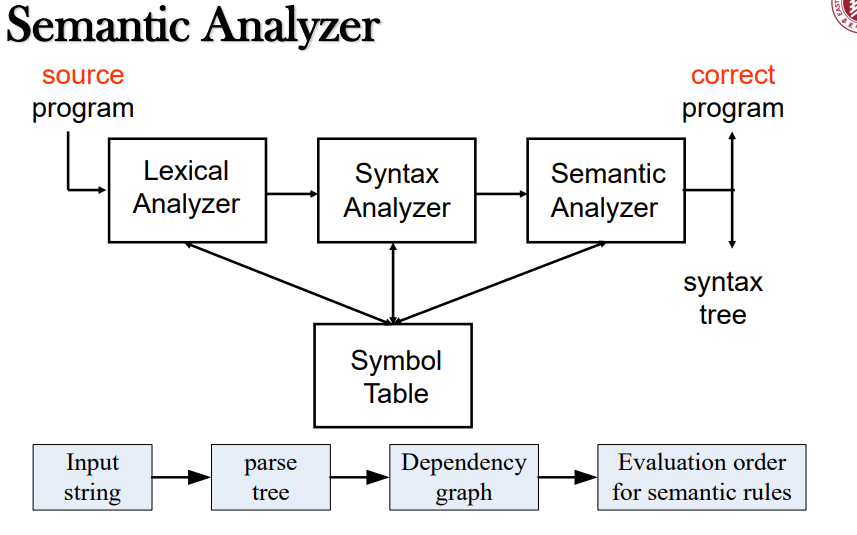 Semantic Analyzer
source
program
correct
program
Lexical
Analyzer
Syntax
Analyzer
Semantic
Analyzer
syntax
tree
Symbol
Table
Input
string
parse
tree
Dependency
graph
Evaluation order
for semantic rules